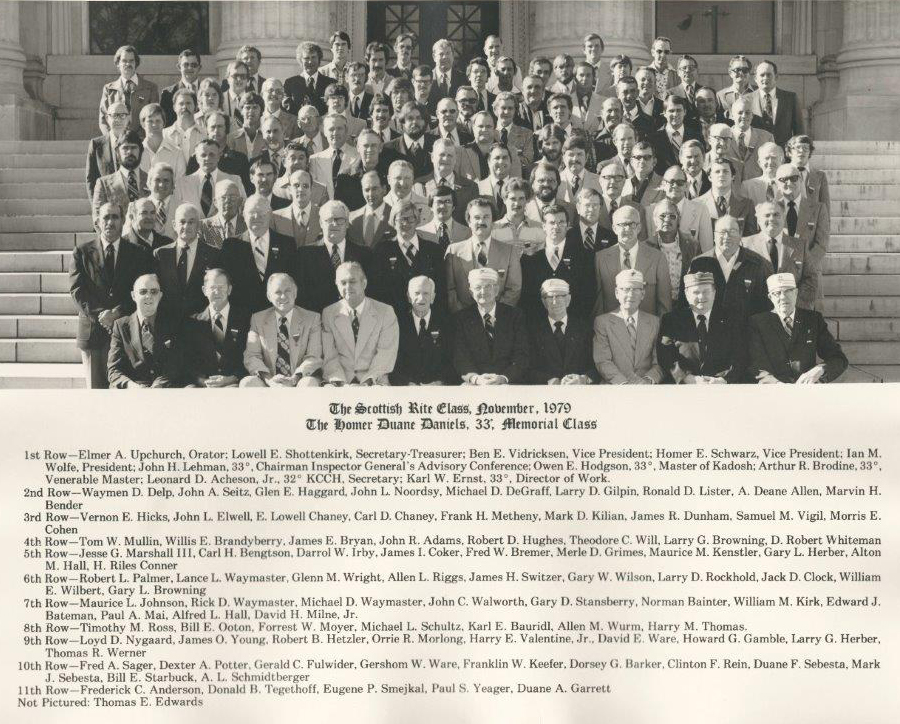 The Scottish Rite Class, November, 1979
The Homer Duane Daniels, 33°, Memorial Class
1st Row—Elmer A. Upchurch, Orator; Lowell E. Shottenkirk, Secretary-Treasurer; Ben E. Vidricksen, Vice President; Homer E. Schwarz, Vice President; Ian M.
Wolfe, President; John H. Lehman, 33°, Chairman Inspector General's Advisory Conference; Owen E. Hodgson, 33°, Master of Kadosh; Arthur R. Brodine, 33°,
Venerable Master; Leonard D. Acheson, Jr., 32° KCCH, Secretary; Karl W. Ernst, 33°, Director of Work.
2nd Row—Waymen D. Delp, John A. Seitz, Glen E. Haggard, John L. Noordsy, Michael D. DeGraff, Larry D. Gilpin, Ronald D. Lister, A. Deane Allen, Marvin H.
Bender
3rd Row—Vernon E. Hicks, John L. Elwell, E. Lowell Chaney, Carl D. Chaney, Frank H. Metheny, Mark D. Kilian, James R. Dunham, Samuel M. Vigil, Morris E.
Cohen
4th Row—Tom W. Mullin, Willis E. Brandyberry, James E. Bryan, John R. Adams, Robert D. Hughes, Theodore C. Will, Larry G. Browning, D. Robert Whiteman
5th Row—Jesse G. Marshall III, Carl H. Bengtson, Darrol W. Irby, James I. Coker, Fred W. Bremer, Merle D. Grimes, Maurice M. Kenstler, Gary L. Herber, Alton
M. Hall, H. Riles Conner
6th Row—Robert L. Palmer, Lance L. Waymaster, Glenn M. Wright, Allen L. Riggs, James H. Switzer, Gary W. Wilson, Larry D. Rockhold, Jack D. Clock, William
E. Wilbert, Gary L. Browning
7th Row—Maurice L. Johnson, Rick D. Waymaster, Michael D. Waymaster, John C. Walworth, Gary D. Stansberry, Norman Bainter, William M. Kirk, Edward J.
Bateman, Paul A. Mai, Alfred L. Hall, David H. Milne, Jr.
8th Row—Timothy M. Ross, Bill E. Ooton, Forrest W. Moyer, Michael L. Schultz, Karl E. Bauridl, Allen M. Wurm, Harry M. Thomas.
9th Row—Loyd D. Nygaard, James O. Young, Robert B. Hetzler, Orrie R. Morlong, Harry E. Valentine, Jr., David E. Ware, Howard G. Gamble, Larry G. Herber,
Thomas R. Werner
10th Row—Fred A. Sager, Dexter A. Potter, Gerald C. Fulwider, Gershom W. Ware, Franklin W. Keefer, Dorsey G. Barker, Clinton F. Rein, Duane F. Sebesta, Mark
J. Sebesta, Bill E. Starbuck, A. L. Schmidtberger
11th Row—Frederick C. Anderson, Donald B. Tegethoff, Eugene P. Smejkal, Paul S. Yeager, Duane A. Garrett
Not Pictured: Thomas E. Edwards